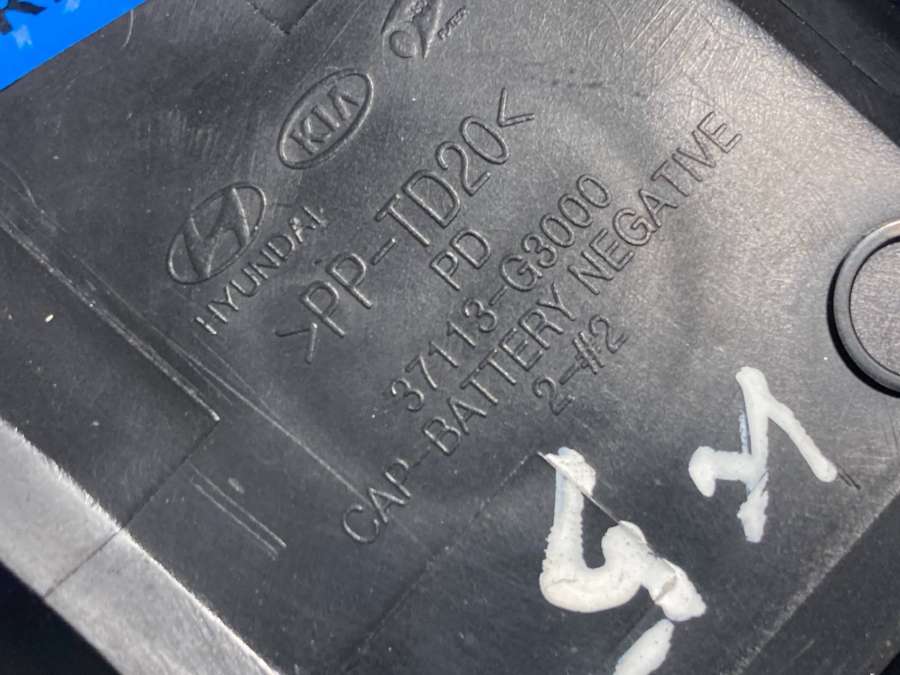 KIA
HYUNDAI
>PP-TD20<
PD
37113-G3000
CAP-BATTERY NEGATIVE
2-#2